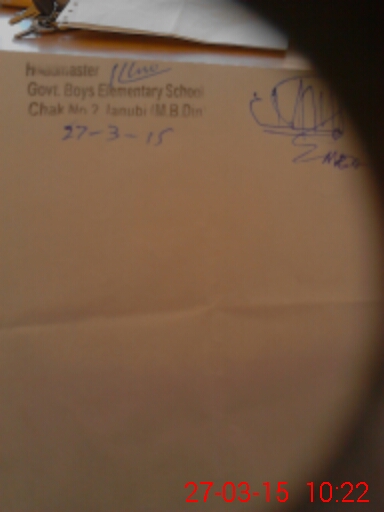 Headmaster
Govt. Boys Elementary School
Chak No 2 Janubi (M.B.Din)
27-3-15
27-03-15 10:22